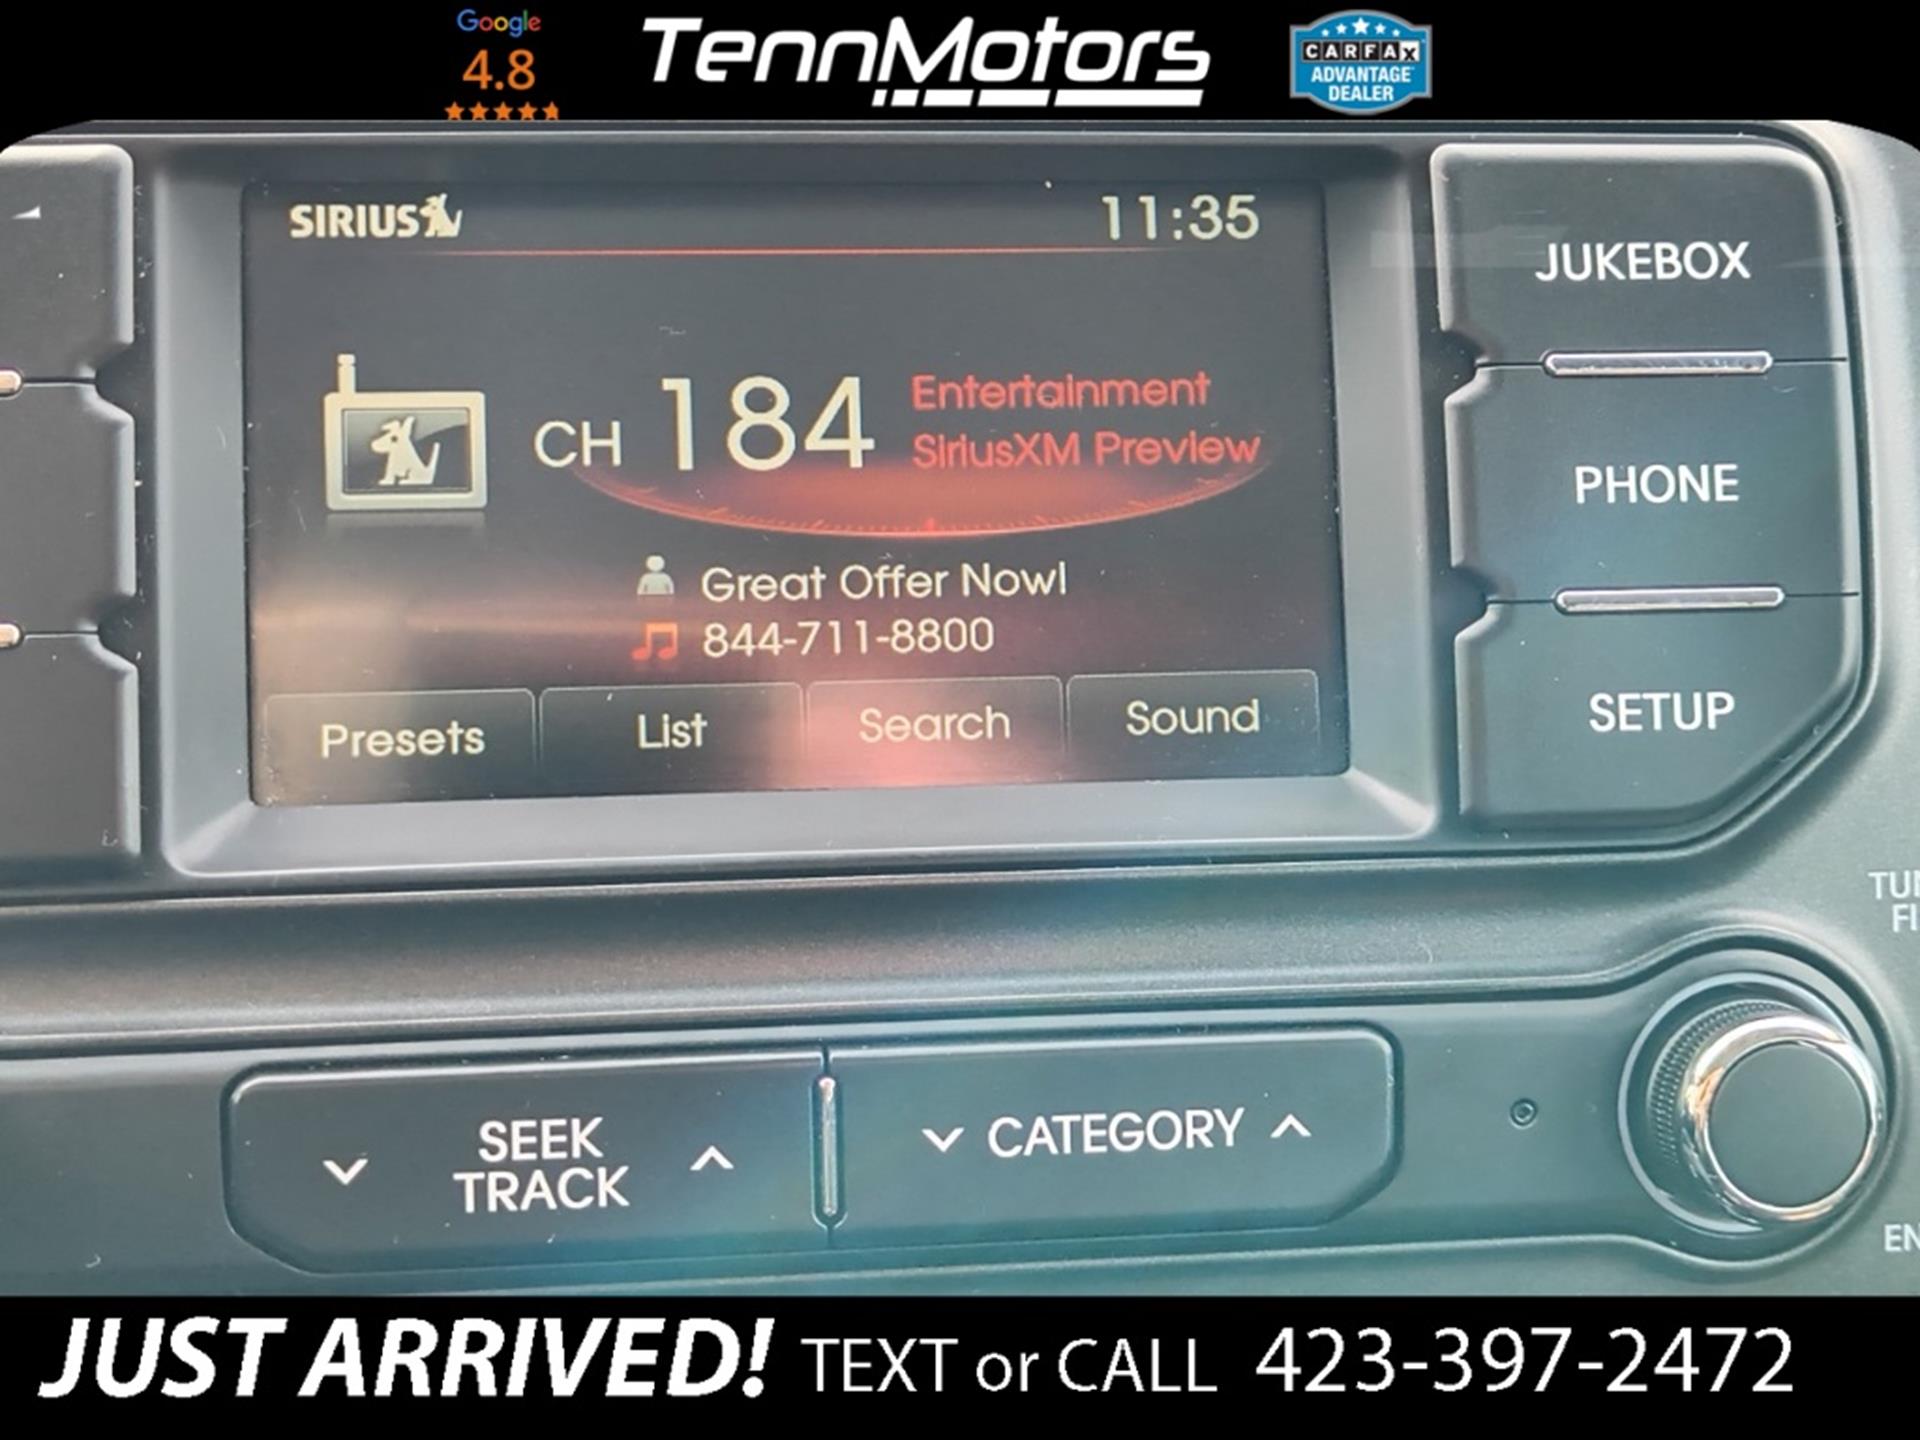 Google
4.8
TennMotors
CARFAX
ADVANTAGE
DEALER
SIRIUS
11:35
CH 184
Entertainment
SiriusXM Preview
Great Offer Now!
844-711-8800
Presets
List
Search
Sound
JUKEBOX
PHONE
SETUP
SEEK
TRACK
CATEGORY
JUST ARRIVED! TEXT or CALL 423-397-2472